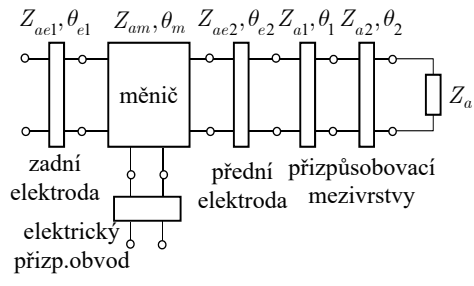 Z_{ae1},θ_{e1} Z_{am},θ_m Z_{ae2},θ_{e2} Z_{a1},θ_1 Z_{a2},θ_2
měnič
Z_a
zadní
elektroda
přední
elektroda
přizpůsobovací
mezivrstvy
elektrický
přizp.obvod